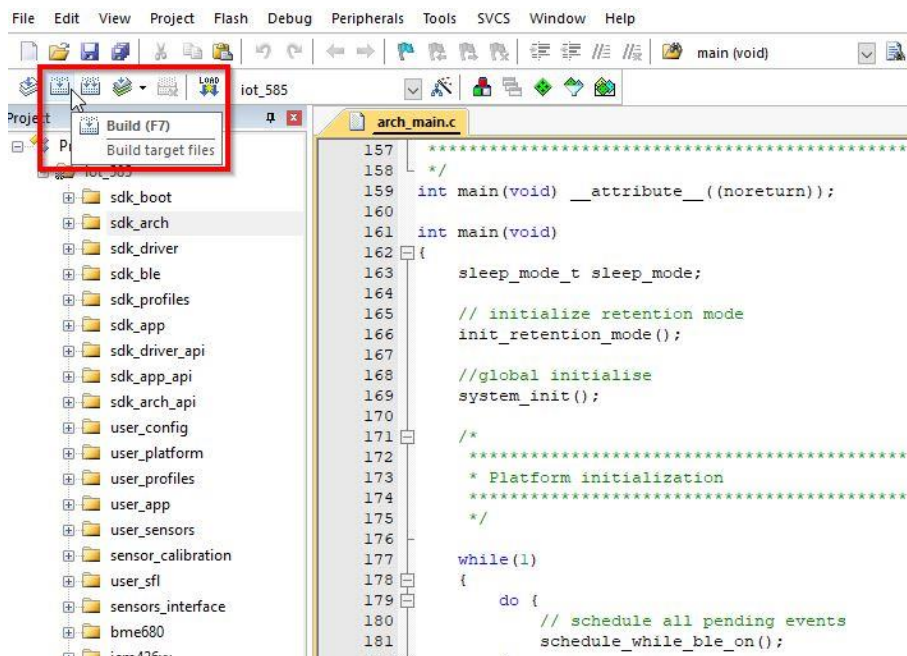 File Edit View Project Flash Debug Peripherals Tools SVCS Window Help
main (void)
LOAD iot_585
Project
Build (F7)
Build target files
iot_585
sdk_boot
sdk_arch
sdk_driver
sdk_ble
sdk_profiles
sdk_app
sdk_driver_api
sdk_app_api
sdk_arch_api
user_config
user_platform
user_profiles
user_app
user_sensors
sensor_calibration
user_sfl
sensors_interface
bme680
arch_main.c
157 **************************************************
158 */
159 int main(void) __attribute__((noreturn));
160
161 int main(void)
162 {
163 sleep_mode_t sleep_mode;
164
165 // initialize retention mode
166 init_retention_mode();
167
168 //global initialise
169 system_init();
170
171 /*
172 **********************************************
173 * Platform initialization
174 **********************************************
175 */
176
177 while(1)
178 {
179 do {
180 // schedule all pending events
181 schedule_while_ble_on();